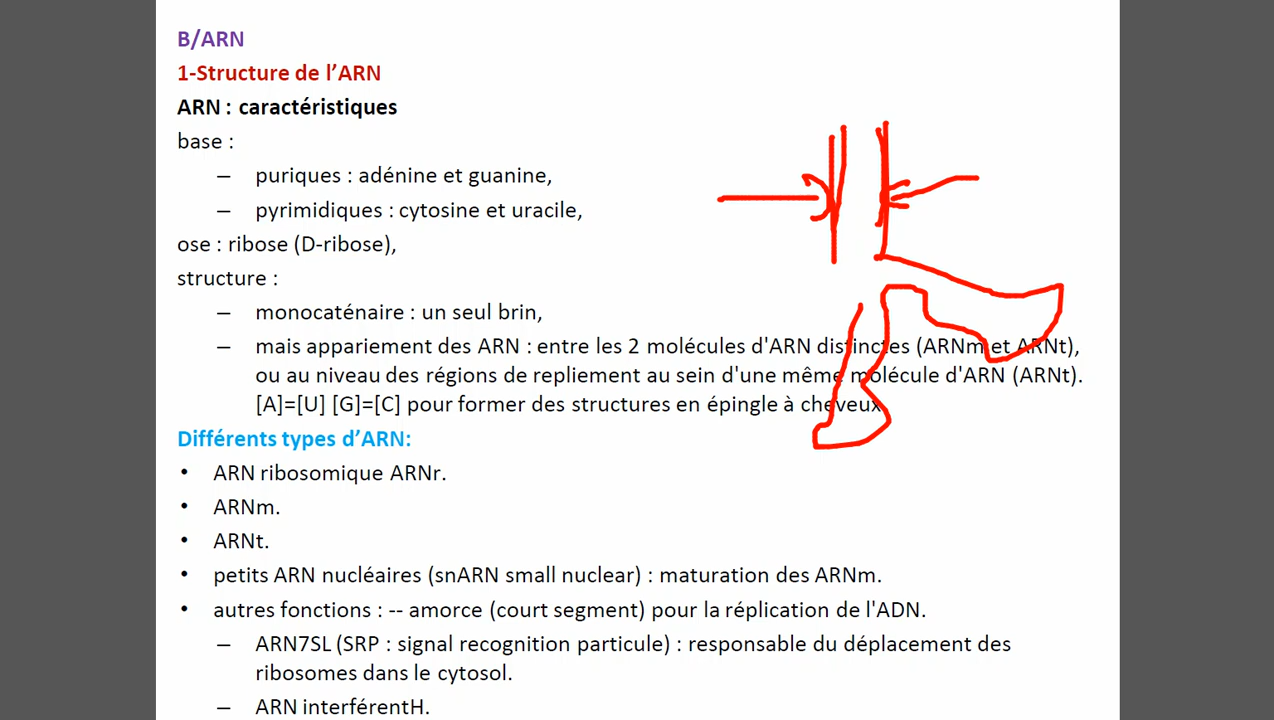 B/ARN
1-Structure de l'ARN
ARN : caractéristiques
base :
– puriques : adénine et guanine,
– pyrimidiques : cytosine et uracile,
ose : ribose (D-ribose),
structure :
– monocaténaire : un seul brin,
– mais appariement des ARN : entre les 2 molécules d'ARN distinctes (ARNm et ARNt),
ou au niveau des régions de repliement au sein d'une même molécule d'ARN (ARNt).
[A]=[U] [G]=[C] pour former des structures en épingle à cheveux
Différents types d'ARN:
• ARN ribosomique ARNr.
• ARNm.
• ARNt.
• petits ARN nucléaires (snARN small nuclear) : maturation des ARNm.
• autres fonctions : -- amorce (court segment) pour la réplication de l'ADN.
– ARN7SL (SRP : signal recognition particule) : responsable du déplacement des
ribosomes dans le cytosol.
– ARN interférentH.